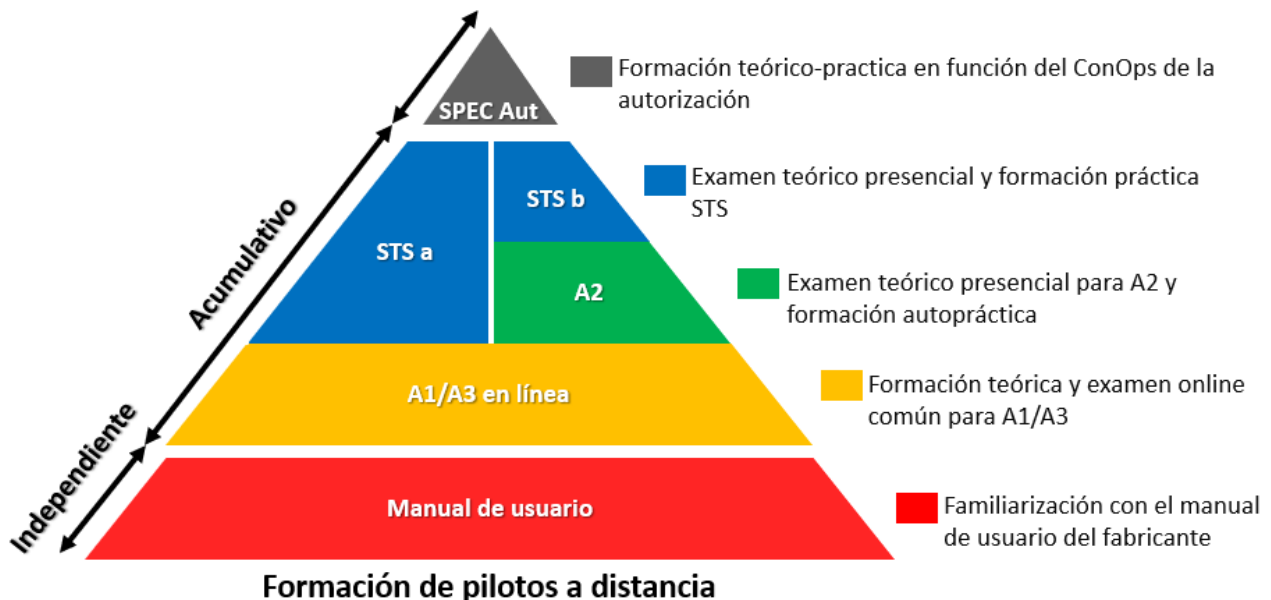 SPEC Aut
Formación teórico-practica en función del ConOps de la
autorización
Acumulativo
STS a
STS b
Examen teórico presencial y formación práctica
STS
A2
Examen teórico presencial para A2 y
formación autopráctica
A1/A3 en línea
Formación teórica y examen online
común para A1/A3
Independiente
Manual de usuario
Familiarización con el manual
de usuario del fabricante
Formación de pilotos a distancia